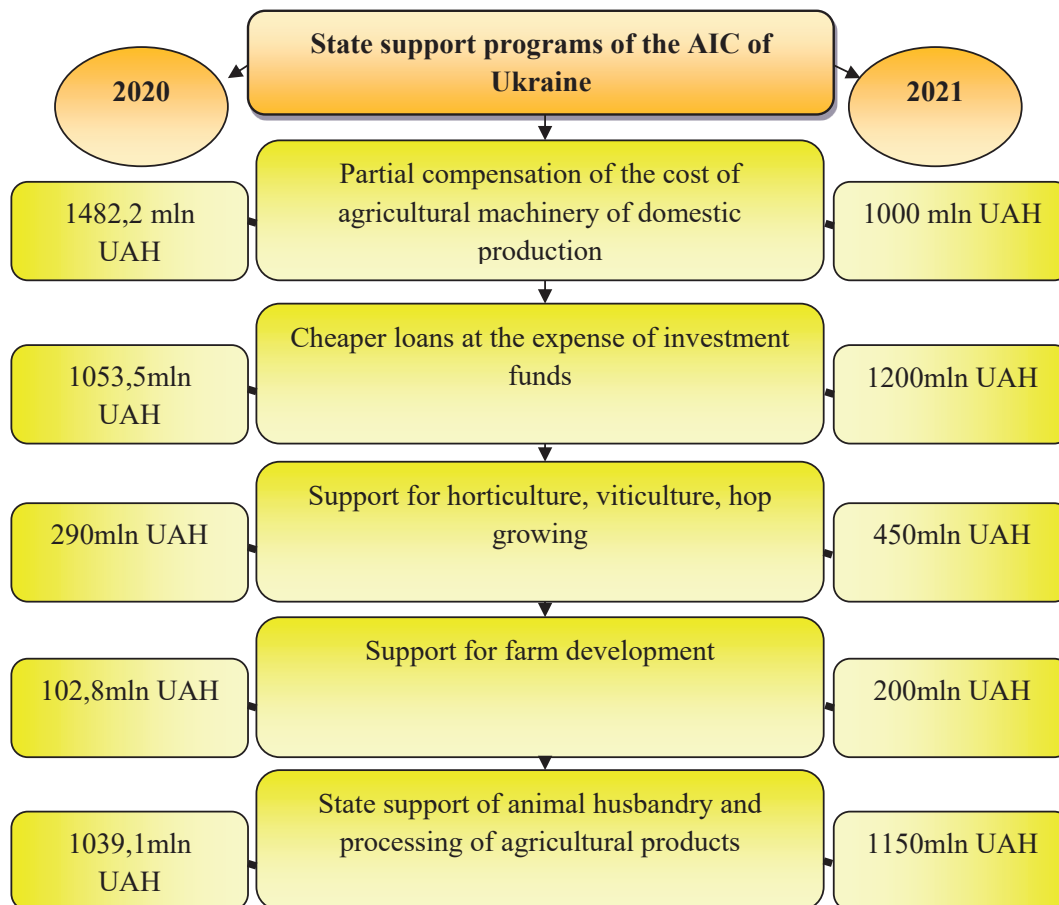 State support programs of the AIC of
Ukraine
2020
2021
Partial compensation of the cost of
agricultural machinery of domestic
production
1482,2 mln
UAH
1000 mln UAH
Cheaper loans at the expense of investment
funds
1053,5mln
UAH
1200mln UAH
Support for horticulture, viticulture, hop
growing
290mln UAH
450mln UAH
Support for farm development
102,8mln UAH
200mln UAH
State support of animal husbandry and
processing of agricultural products
1039,1mln
UAH
1150mln UAH